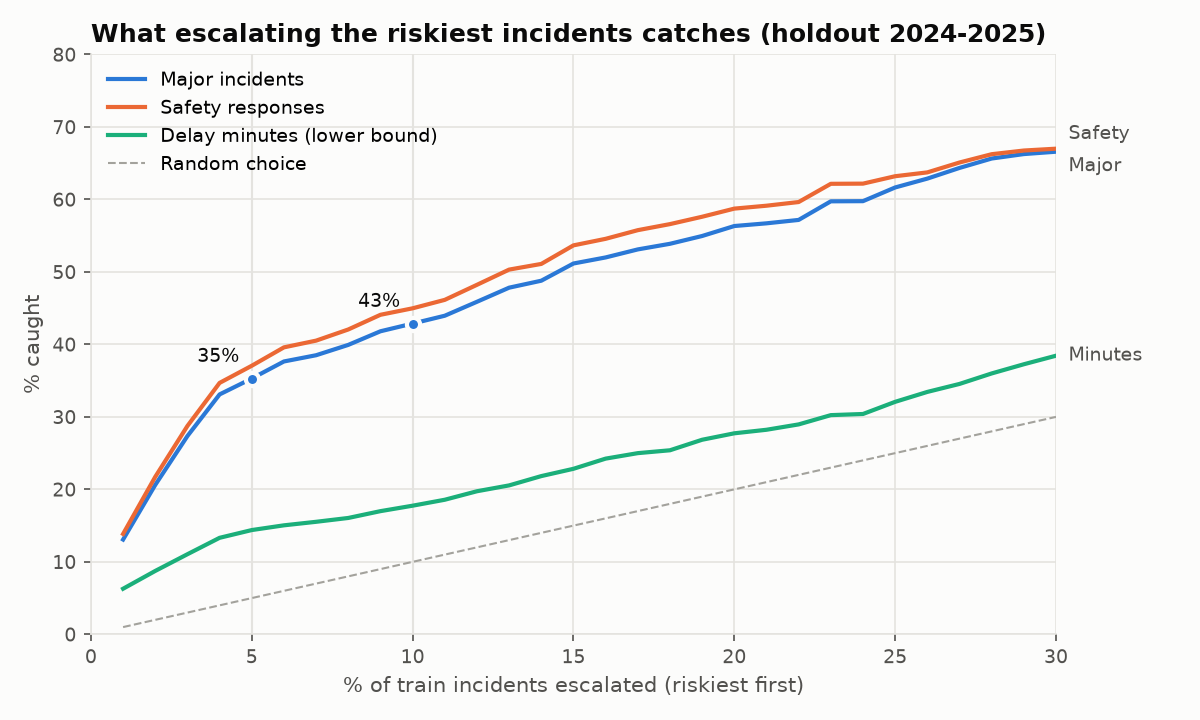 What escalating the riskiest incidents catches (holdout 2024-2025)
Major incidents
Safety responses
Delay minutes (lower bound)
Random choice
80
70
60
50
40
30
20
10
0
% caught
35%
43%
Safety
Major
Minutes
0 5 10 15 20 25 30
% of train incidents escalated (riskiest first)